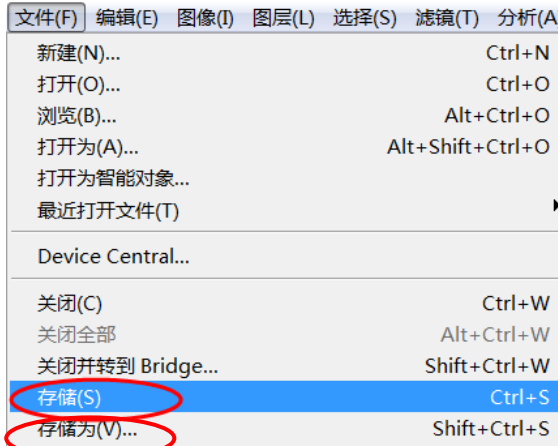 文件(F) 编辑(E) 图像(I) 图层(L) 选择(S) 滤镜(T) 分析(A
新建(N)... Ctrl+N
打开(O)... Ctrl+O
浏览(B)... Alt+Ctrl+O
打开为(A)... Alt+Shift+Ctrl+O
打开为智能对象...
最近打开文件(T)
Device Central...
关闭(C) Ctrl+W
关闭全部 Alt+Ctrl+W
关闭并转到 Bridge... Shift+Ctrl+W
存储(S) Ctrl+S
存储为(V)... Shift+Ctrl+S